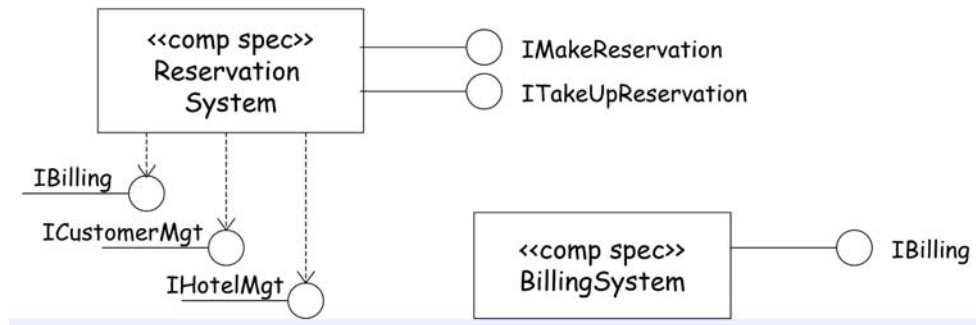 <<comp spec>>
Reservation
System
IMakeReservation
ITakeUpReservation
IBilling
ICustomerMgt
IHotelMgt
<<comp spec>>
BillingSystem
IBilling